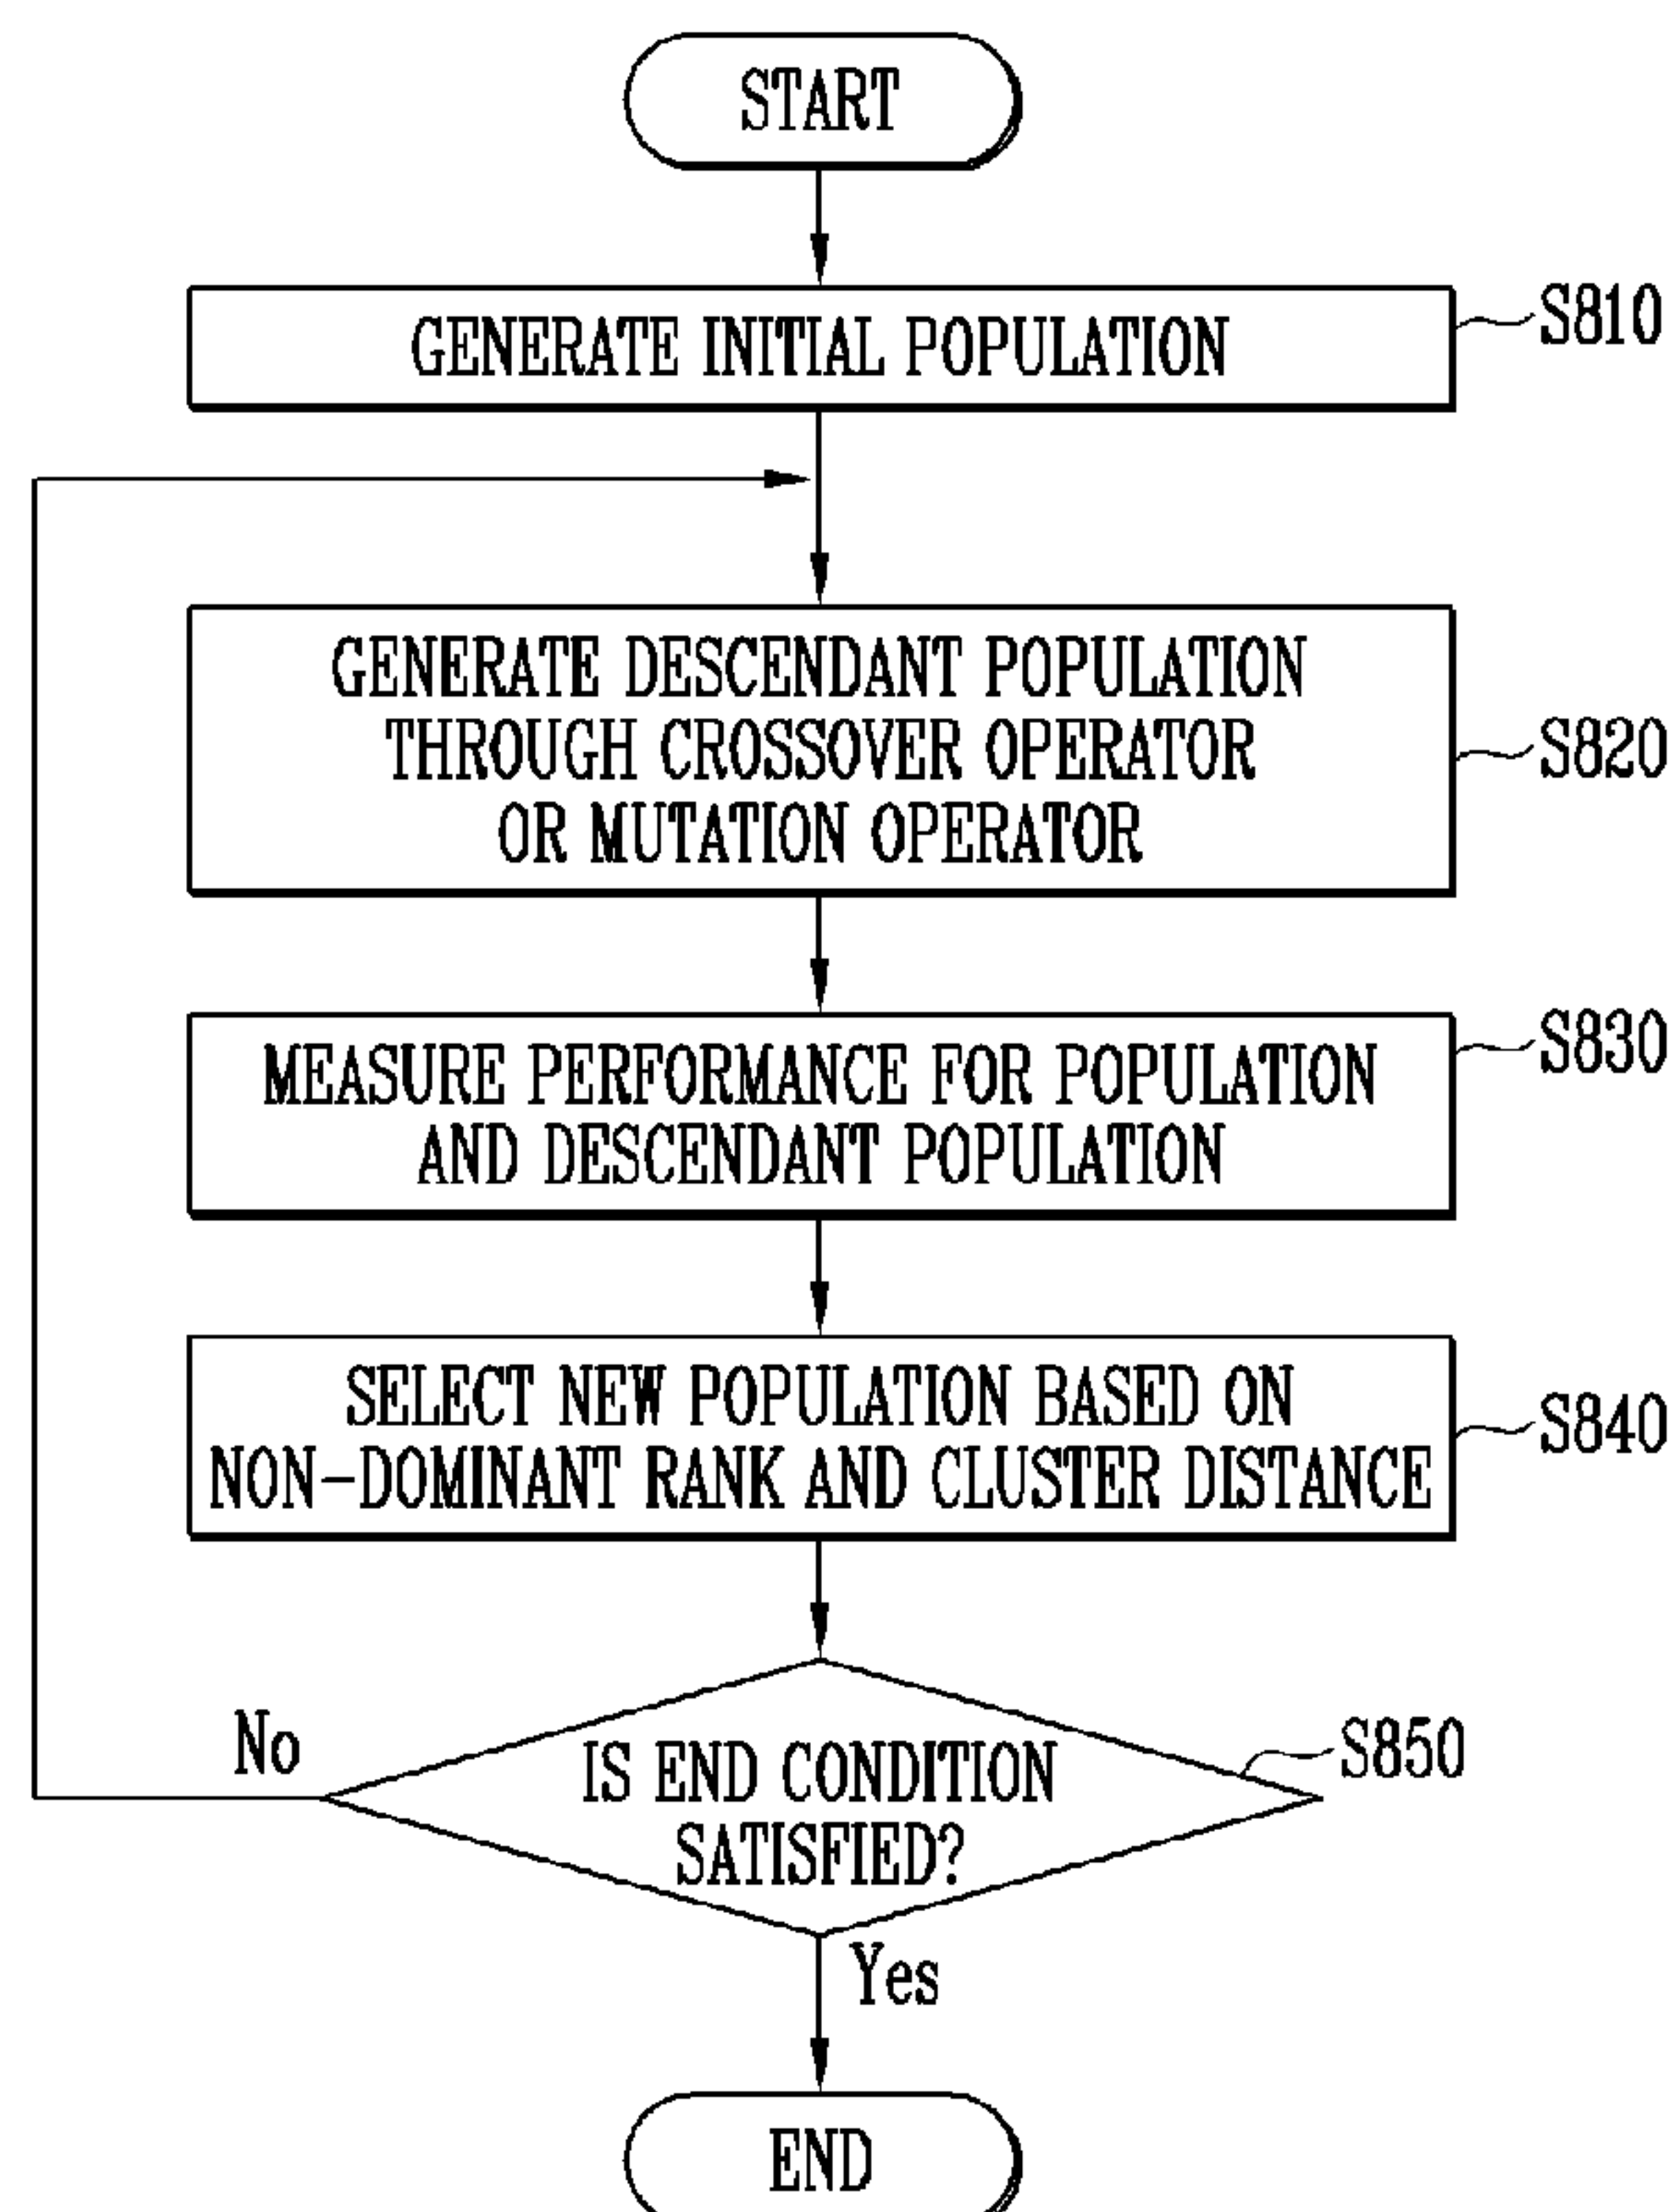 START
GENERATE INITIAL POPULATION
S810
GENERATE DESCENDANT POPULATION
THROUGH CROSSOVER OPERATOR
OR MUTATION OPERATOR
S820
MEASURE PERFORMANCE FOR POPULATION
AND DESCENDANT POPULATION
S830
SELECT NEW POPULATION BASED ON
NON-DOMINANT RANK AND CLUSTER DISTANCE
S840
No
IS END CONDITION
SATISFIED?
S850
Yes
END